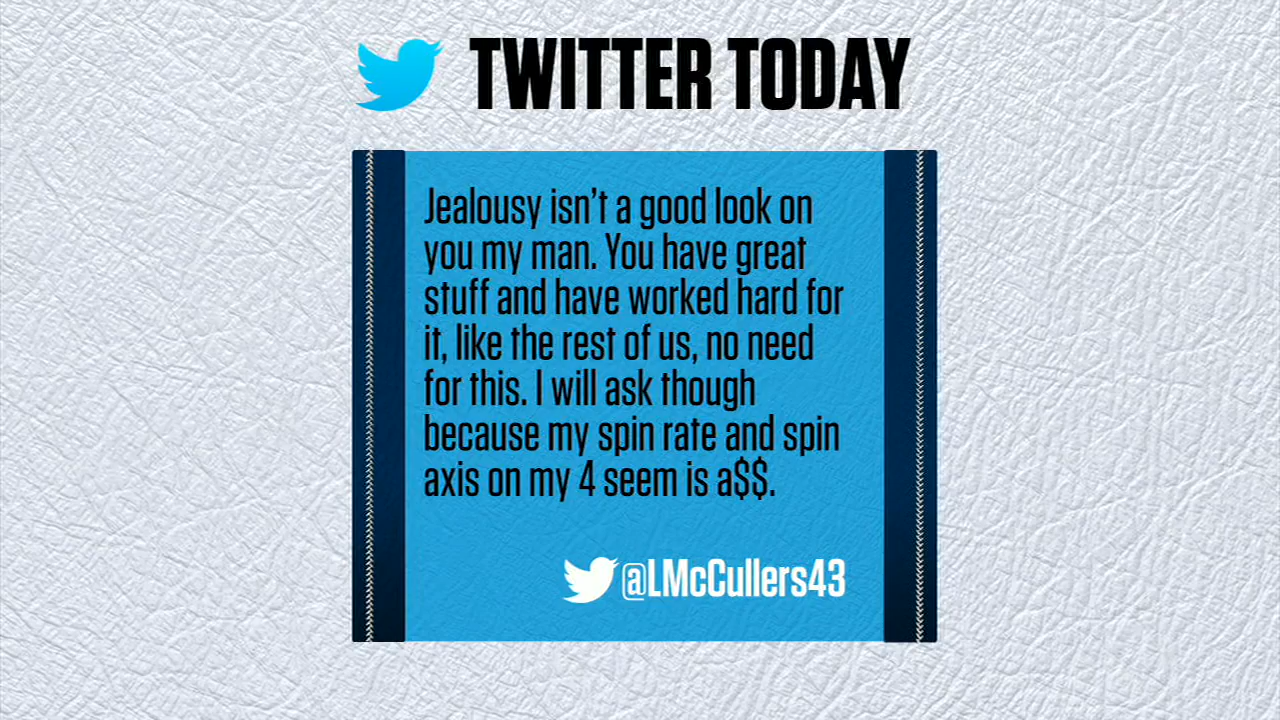 TWITTER TODAY
Jealousy isn't a good look on
you my man. You have great
stuff and have worked hard for
it, like the rest of us, no need
for this. I will ask though
because my spin rate and spin
axis on my 4 seem is a$$.
@LMcCullers43